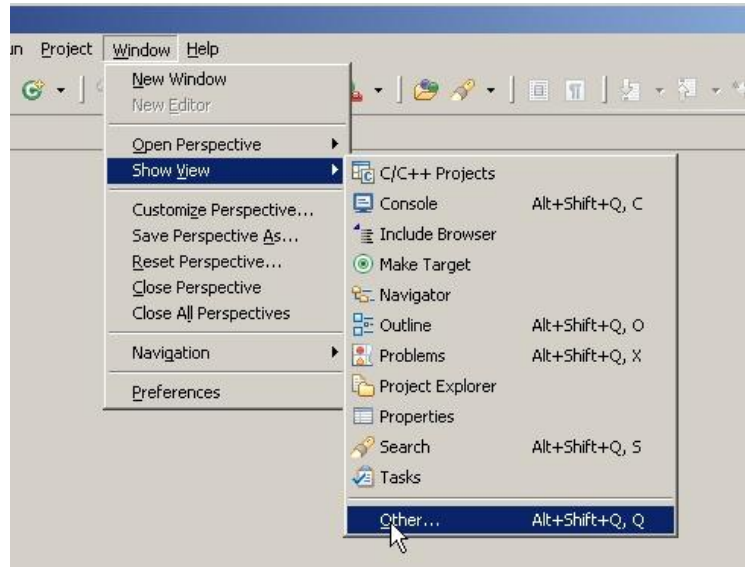 Project Window Help
New Window
New Editor
Open Perspective
Show View
Customize Perspective...
Save Perspective As...
Reset Perspective...
Close Perspective
Close All Perspectives
Navigation
Preferences
C/C++ Projects
Console Alt+Shift+Q, C
Include Browser
Make Target
Navigator
Outline Alt+Shift+Q, O
Problems Alt+Shift+Q, X
Project Explorer
Properties
Search Alt+Shift+Q, S
Tasks
Other... Alt+Shift+Q, Q